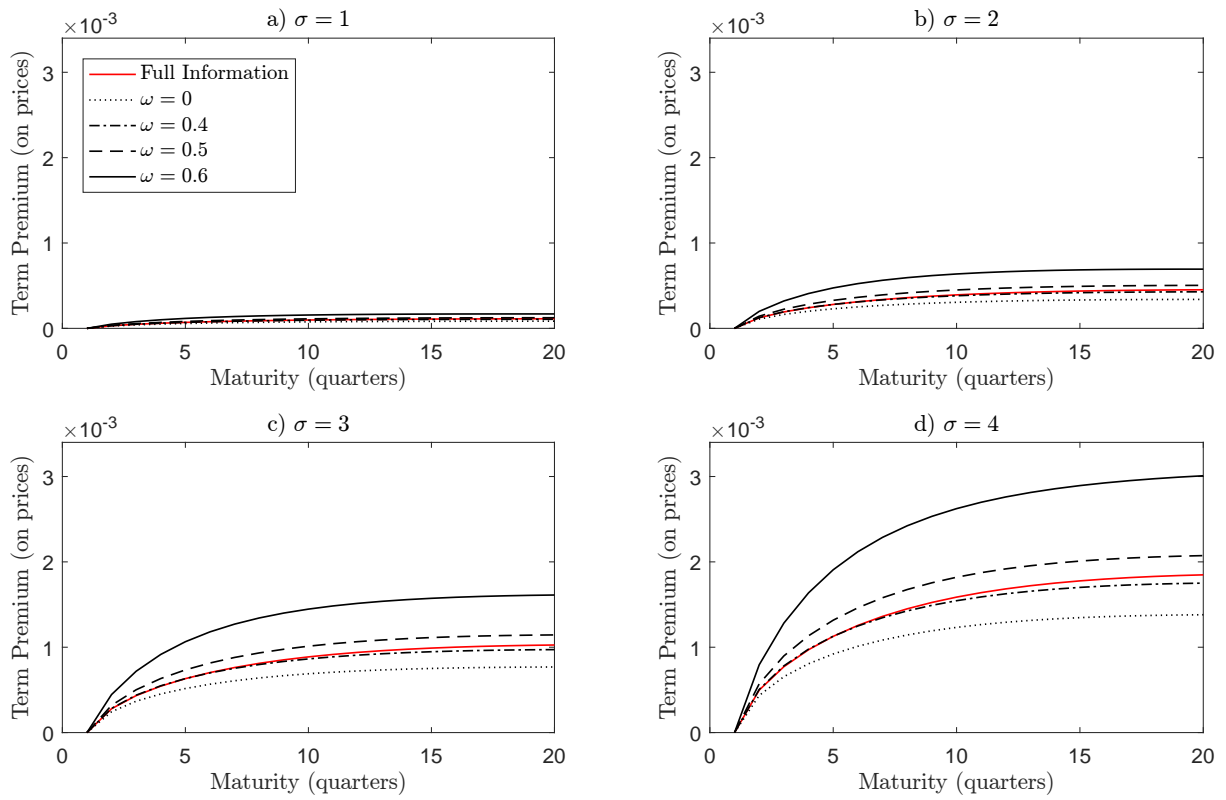 ×10⁻³
a) σ = 1
Term Premium (on prices)
3
2
1
0
Full Information
ω = 0
ω = 0.4
ω = 0.5
ω = 0.6
0 5 10 15 20
Maturity (quarters)
×10⁻³
b) σ = 2
Term Premium (on prices)
3
2
1
0
0 5 10 15 20
Maturity (quarters)
×10⁻³
c) σ = 3
Term Premium (on prices)
3
2
1
0
0 5 10 15 20
Maturity (quarters)
×10⁻³
d) σ = 4
Term Premium (on prices)
3
2
1
0
0 5 10 15 20
Maturity (quarters)